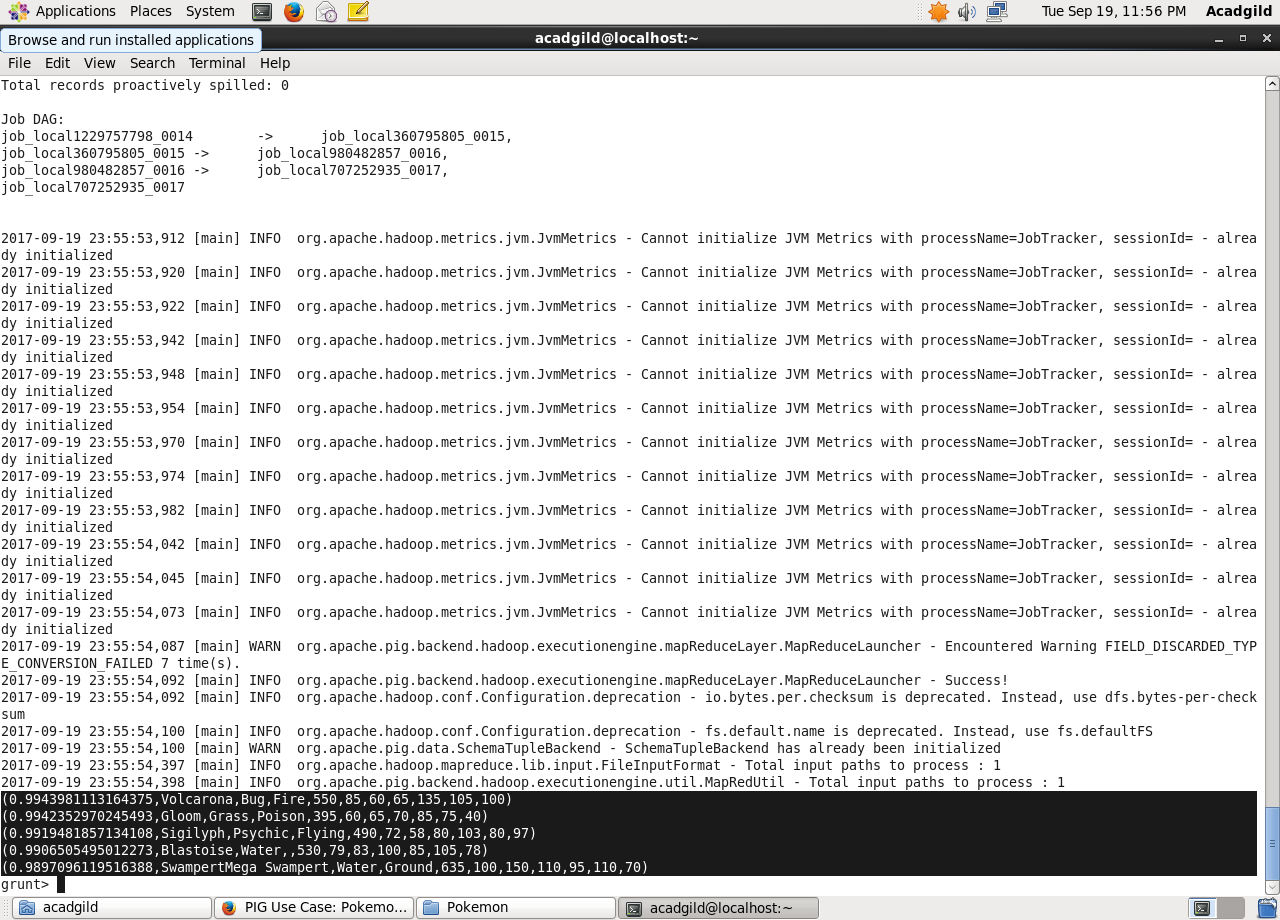 Applications Places System Tue Sep 19, 11:56 PM Acadgild
Browse and run installed applications
acadgild@localhost:~
File Edit View Search Terminal Help
Total records proactively spilled: 0
Job DAG:
job_local1229757798_0014 -> job_local360795805_0015,
job_local360795805_0015 -> job_local980482857_0016,
job_local980482857_0016 -> job_local707252935_0017,
job_local707252935_0017
2017-09-19 23:55:53,912 [main] INFO org.apache.hadoop.metrics.jvm.JvmMetrics - Cannot initialize JVM Metrics with processName=JobTracker, sessionId= - alrea
dy initialized
2017-09-19 23:55:53,920 [main] INFO org.apache.hadoop.metrics.jvm.JvmMetrics - Cannot initialize JVM Metrics with processName=JobTracker, sessionId= - alrea
dy initialized
2017-09-19 23:55:53,922 [main] INFO org.apache.hadoop.metrics.jvm.JvmMetrics - Cannot initialize JVM Metrics with processName=JobTracker, sessionId= - alrea
dy initialized
2017-09-19 23:55:53,942 [main] INFO org.apache.hadoop.metrics.jvm.JvmMetrics - Cannot initialize JVM Metrics with processName=JobTracker, sessionId= - alrea
dy initialized
2017-09-19 23:55:53,948 [main] INFO org.apache.hadoop.metrics.jvm.JvmMetrics - Cannot initialize JVM Metrics with processName=JobTracker, sessionId= - alrea
dy initialized
2017-09-19 23:55:53,954 [main] INFO org.apache.hadoop.metrics.jvm.JvmMetrics - Cannot initialize JVM Metrics with processName=JobTracker, sessionId= - alrea
dy initialized
2017-09-19 23:55:53,970 [main] INFO org.apache.hadoop.metrics.jvm.JvmMetrics - Cannot initialize JVM Metrics with processName=JobTracker, sessionId= - alrea
dy initialized
2017-09-19 23:55:53,974 [main] INFO org.apache.hadoop.metrics.jvm.JvmMetrics - Cannot initialize JVM Metrics with processName=JobTracker, sessionId= - alrea
dy initialized
2017-09-19 23:55:53,982 [main] INFO org.apache.hadoop.metrics.jvm.JvmMetrics - Cannot initialize JVM Metrics with processName=JobTracker, sessionId= - alrea
dy initialized
2017-09-19 23:55:54,042 [main] INFO org.apache.hadoop.metrics.jvm.JvmMetrics - Cannot initialize JVM Metrics with processName=JobTracker, sessionId= - alrea
dy initialized
2017-09-19 23:55:54,045 [main] INFO org.apache.hadoop.metrics.jvm.JvmMetrics - Cannot initialize JVM Metrics with processName=JobTracker, sessionId= - alrea
dy initialized
2017-09-19 23:55:54,073 [main] INFO org.apache.hadoop.metrics.jvm.JvmMetrics - Cannot initialize JVM Metrics with processName=JobTracker, sessionId= - alrea
dy initialized
2017-09-19 23:55:54,087 [main] WARN org.apache.pig.backend.hadoop.executionengine.mapReduceLayer.MapReduceLauncher - Encountered Warning FIELD_DISCARDED_TYP
E_CONVERSION_FAILED 7 time(s).
2017-09-19 23:55:54,092 [main] INFO org.apache.pig.backend.hadoop.executionengine.mapReduceLayer.MapReduceLauncher - Success!
2017-09-19 23:55:54,092 [main] INFO org.apache.hadoop.conf.Configuration.deprecation - io.bytes.per.checksum is deprecated. Instead, use dfs.bytes-per-check
sum
2017-09-19 23:55:54,100 [main] INFO org.apache.hadoop.conf.Configuration.deprecation - fs.default.name is deprecated. Instead, use fs.defaultFS
2017-09-19 23:55:54,100 [main] WARN org.apache.pig.data.SchemaTupleBackend - SchemaTupleBackend has already been initialized
2017-09-19 23:55:54,397 [main] INFO org.apache.hadoop.mapreduce.lib.input.FileInputFormat - Total input paths to process : 1
2017-09-19 23:55:54,398 [main] INFO org.apache.pig.backend.hadoop.executionengine.util.MapRedUtil - Total input paths to process : 1
(0.9943981113164375,Volcarona,Bug,Fire,550,85,60,65,135,105,100)
(0.9942352970245493,Gloom,Grass,Poison,395,60,65,70,85,75,40)
(0.9919481857134108,Sigilyph,Psychic,Flying,490,72,58,80,103,80,97)
(0.9906505495012273,Blastoise,Water,,530,79,83,100,85,105,78)
(0.9897096119516388,SwampertMega Swampert,Water,Ground,635,100,150,110,95,110,70)
grunt>
acadgild PIG Use Case: Pokemo... Pokemon acadgild@localhost:~